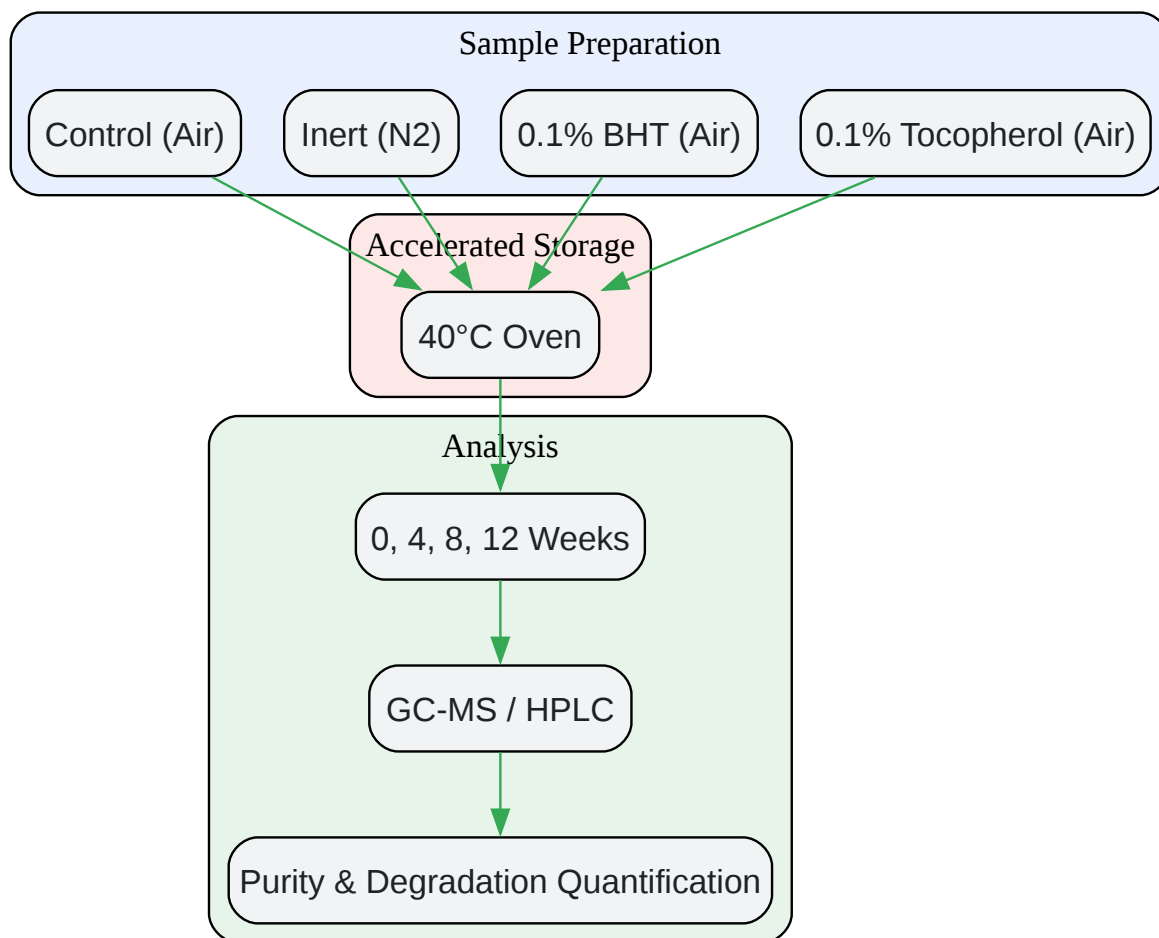 Sample Preparation
Control (Air)
Inert (N2)
0.1% BHT (Air)
0.1% Tocopherol (Air)
Accelerated Storage
40°C Oven
Analysis
0, 4, 8, 12 Weeks
GC-MS / HPLC
Purity & Degradation Quantification